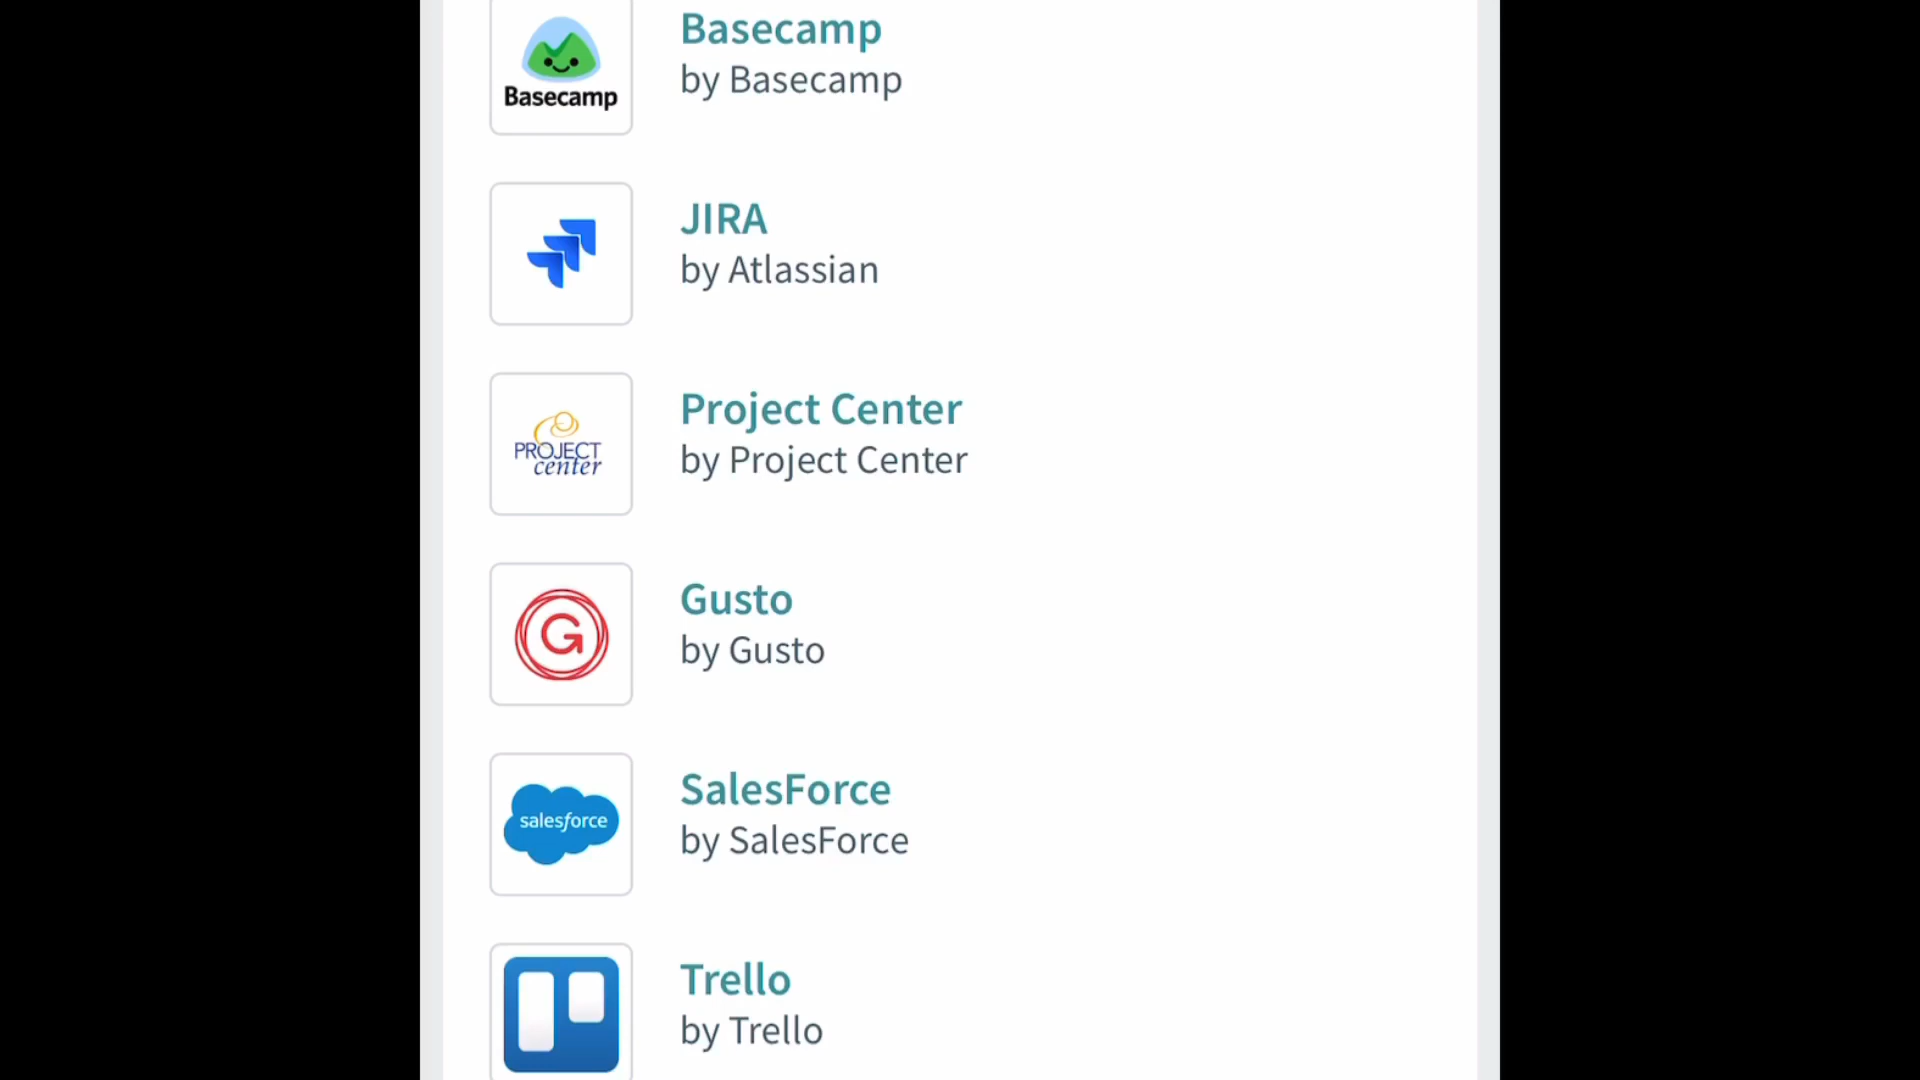 Basecamp
by Basecamp
Basecamp
JIRA
by Atlassian
Project Center
by Project Center
PROJECT
center
Gusto
by Gusto
G
SalesForce
by SalesForce
salesforce
Trello
by Trello